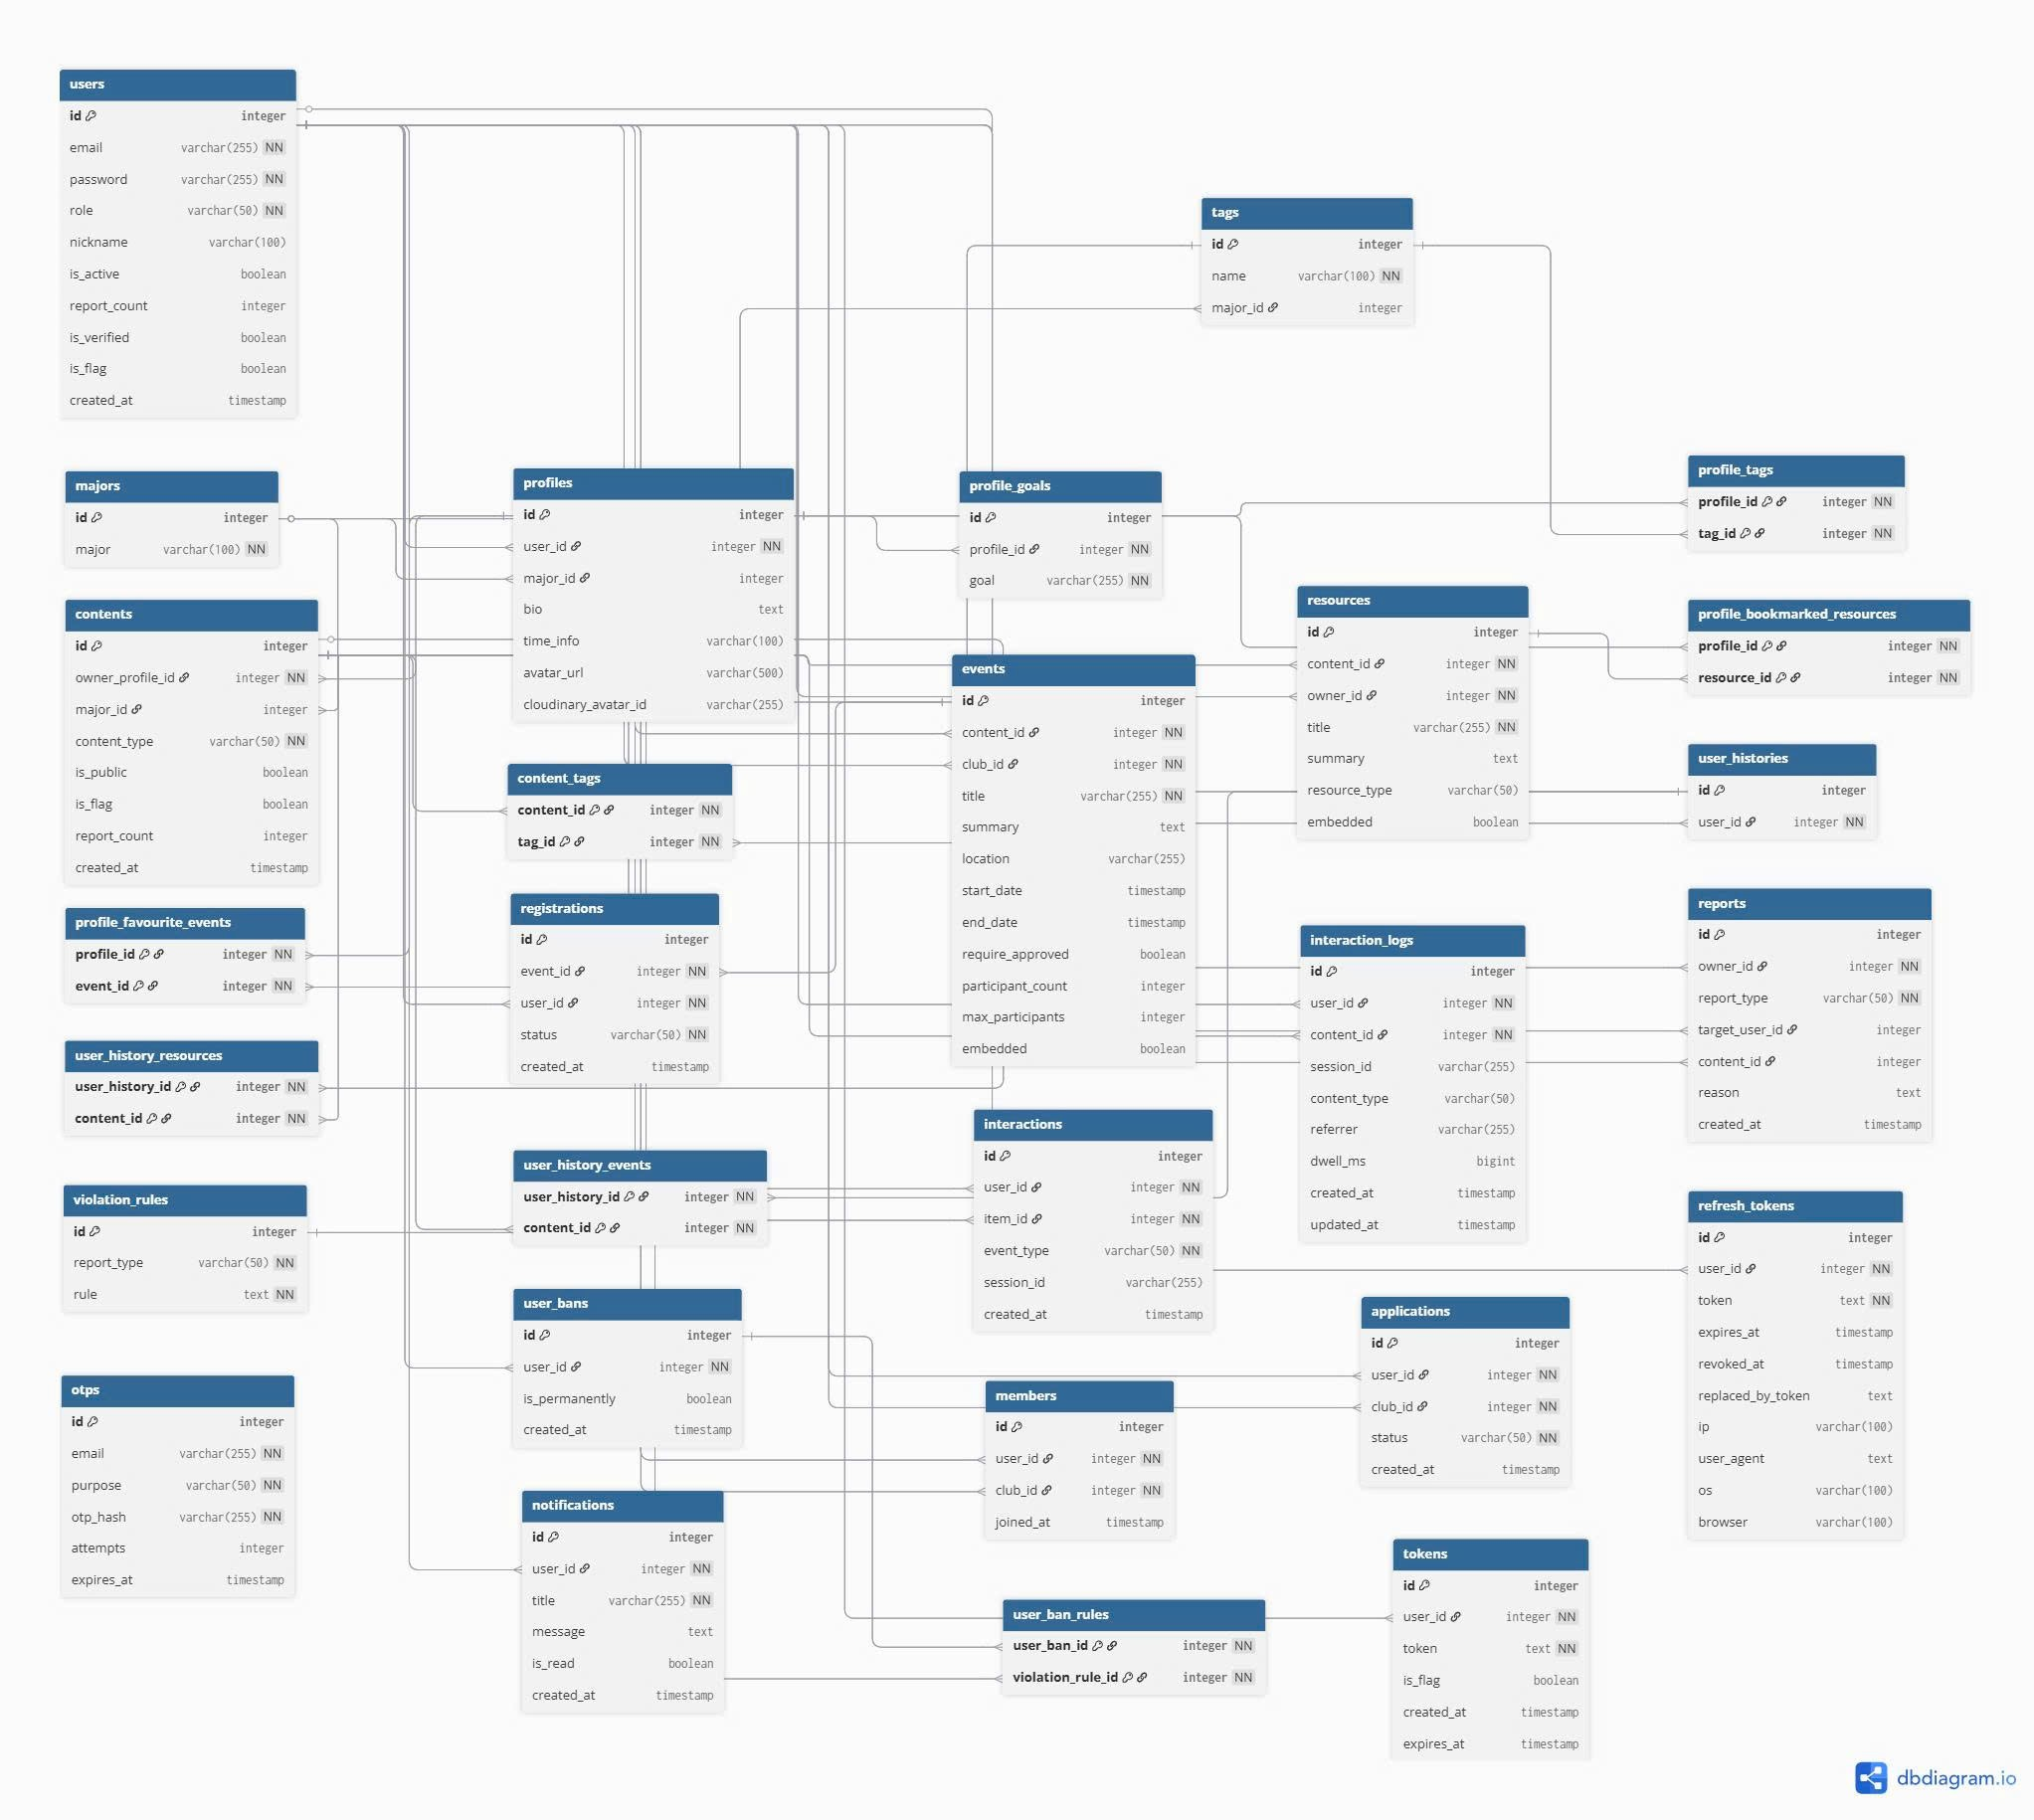 users
id integer
email varchar(255) NN
password varchar(255) NN
role varchar(50) NN
nickname varchar(100)
is_active boolean
report_count integer
is_verified boolean
is_flag boolean
created_at timestamp
tags
id integer
name varchar(100) NN
major_id integer
majors
id integer
major varchar(100) NN
profiles
id integer
user_id integer NN
major_id integer
bio text
time_info varchar(100)
avatar_url varchar(500)
cloudinary_avatar_id varchar(255)
profile_goals
id integer
profile_id integer NN
goal varchar(255) NN
profile_tags
profile_id integer NN
tag_id integer NN
contents
id integer
owner_profile_id integer NN
major_id integer
content_type varchar(50) NN
is_public boolean
is_flag boolean
report_count integer
created_at timestamp
resources
id integer
content_id integer NN
owner_id integer NN
title varchar(255) NN
summary text
resource_type varchar(50)
embedded boolean
profile_bookmarked_resources
profile_id integer NN
resource_id integer NN
events
id integer
content_id integer NN
club_id integer NN
title varchar(255) NN
summary text
location varchar(255)
start_date timestamp
end_date timestamp
require_approved boolean
participant_count integer
max_participants integer
embedded boolean
user_histories
id integer
user_id integer NN
content_tags
content_id integer NN
tag_id integer NN
profile_favourite_events
profile_id integer NN
event_id integer NN
registrations
id integer
event_id integer NN
user_id integer NN
status varchar(50) NN
created_at timestamp
interaction_logs
id integer
user_id integer NN
content_id integer NN
session_id varchar(255)
content_type varchar(50)
referrer varchar(255)
dwell_ms bigint
created_at timestamp
updated_at timestamp
reports
id integer
owner_id integer NN
report_type varchar(50) NN
target_user_id integer
content_id integer
reason text
created_at timestamp
user_history_resources
user_history_id integer NN
content_id integer NN
user_history_events
user_history_id integer NN
content_id integer NN
interactions
id integer
user_id integer NN
item_id integer NN
event_type varchar(50) NN
session_id varchar(255)
created_at timestamp
violation_rules
id integer
report_type varchar(50) NN
rule text NN
refresh_tokens
id integer
user_id integer NN
token text NN
expires_at timestamp
revoked_at timestamp
replaced_by_token text
ip varchar(100)
user_agent text
os varchar(100)
browser varchar(100)
user_bans
id integer
user_id integer NN
is_permanently boolean
created_at timestamp
applications
id integer
user_id integer NN
club_id integer NN
status varchar(50) NN
created_at timestamp
otps
id integer
email varchar(255) NN
purpose varchar(50) NN
otp_hash varchar(255) NN
attempts integer
expires_at timestamp
members
id integer
user_id integer NN
club_id integer NN
joined_at timestamp
notifications
id integer
user_id integer NN
title varchar(255) NN
message text
is_read boolean
created_at timestamp
user_ban_rules
user_ban_id integer NN
violation_rule_id integer NN
tokens
id integer
user_id integer NN
token text NN
is_flag boolean
created_at timestamp
expires_at timestamp
dbdiagram.io